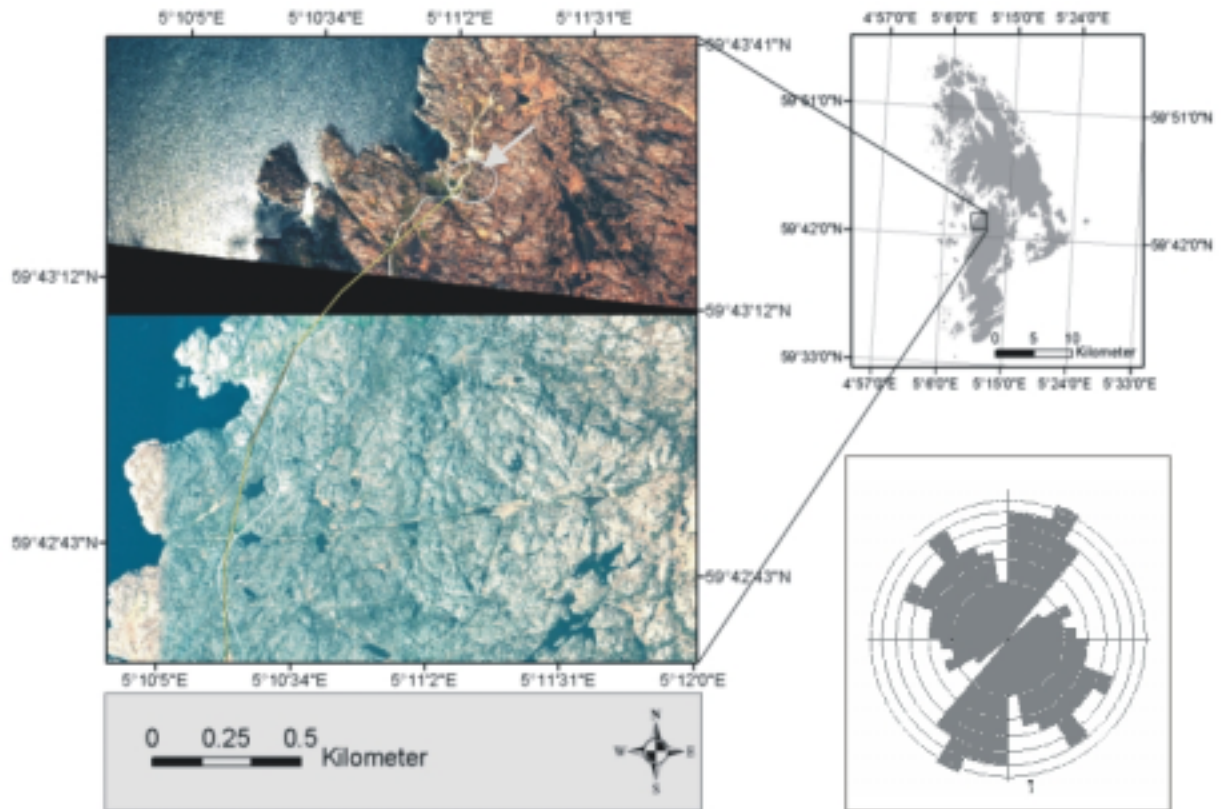 5°10'5"E 5°10'34"E 5°11'2"E 5°11'31"E
59°43'41"N
59°43'12"N
59°43'12"N
59°42'43"N
59°42'43"N
5°10'5"E 5°10'34"E 5°11'2"E 5°11'31"E 5°12'0"E
0 0.25 0.5
Kilometer
N
W E
S
4°57'0"E 5°6'0"E 5°15'0"E 5°24'0"E
59°51'0"N
59°51'0"N
59°42'0"N
59°42'0"N
0 5 10
Kilometer
59°33'0"N
4°57'0"E 5°6'0"E 5°15'0"E 5°24'0"E 5°33'0"E
1